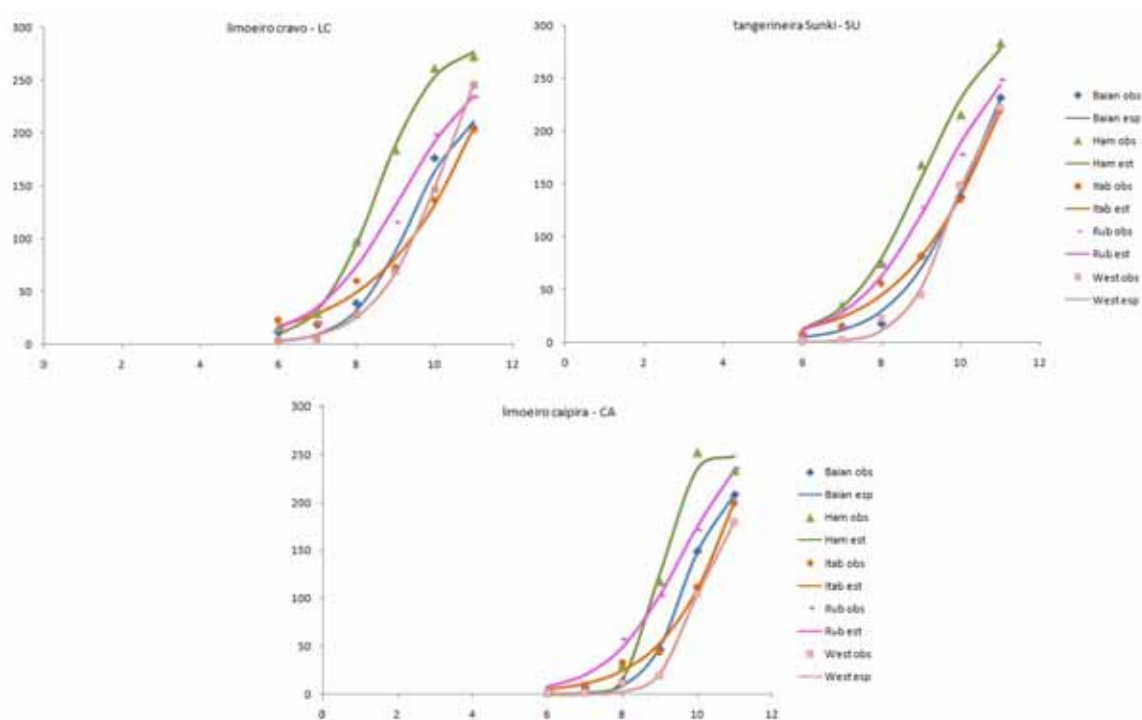 limoeiro cravo - LC
300
250
200
150
100
50
0
0 2 4 6 8 10 12
tangerineira Sunki - SU
300
250
200
150
100
50
0
0 2 4 6 8 10 12
Baian obs
Baian esp
Ham obs
Ham est
Itab obs
Itab est
Rub obs
Rub est
West obs
West esp
limoeiro caipira - CA
300
250
200
150
100
50
0
0 2 4 6 8 10 12
Baian obs
Baian esp
Ham obs
Ham est
Itab obs
Itab est
Rub obs
Rub est
West obs
West esp